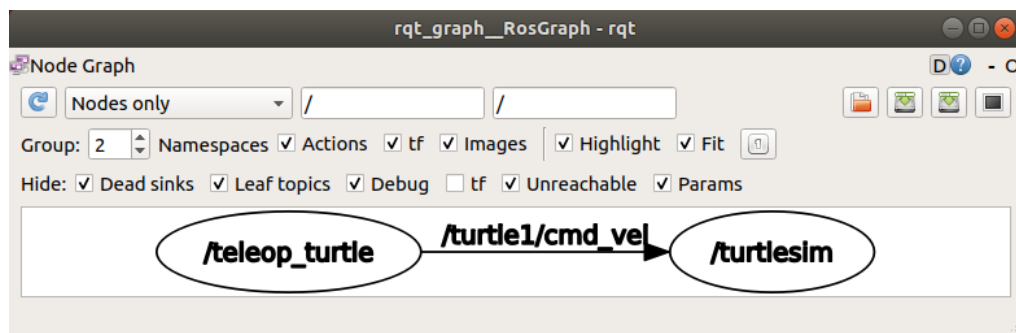 rqt_graph__RosGraph - rqt
Node Graph D? - O
Nodes only / /
Group: 2 Namespaces Actions tf Images Highlight Fit
Hide: Dead sinks Leaf topics Debug tf Unreachable Params
/teleop_turtle /turtle1/cmd_vel /turtlesim